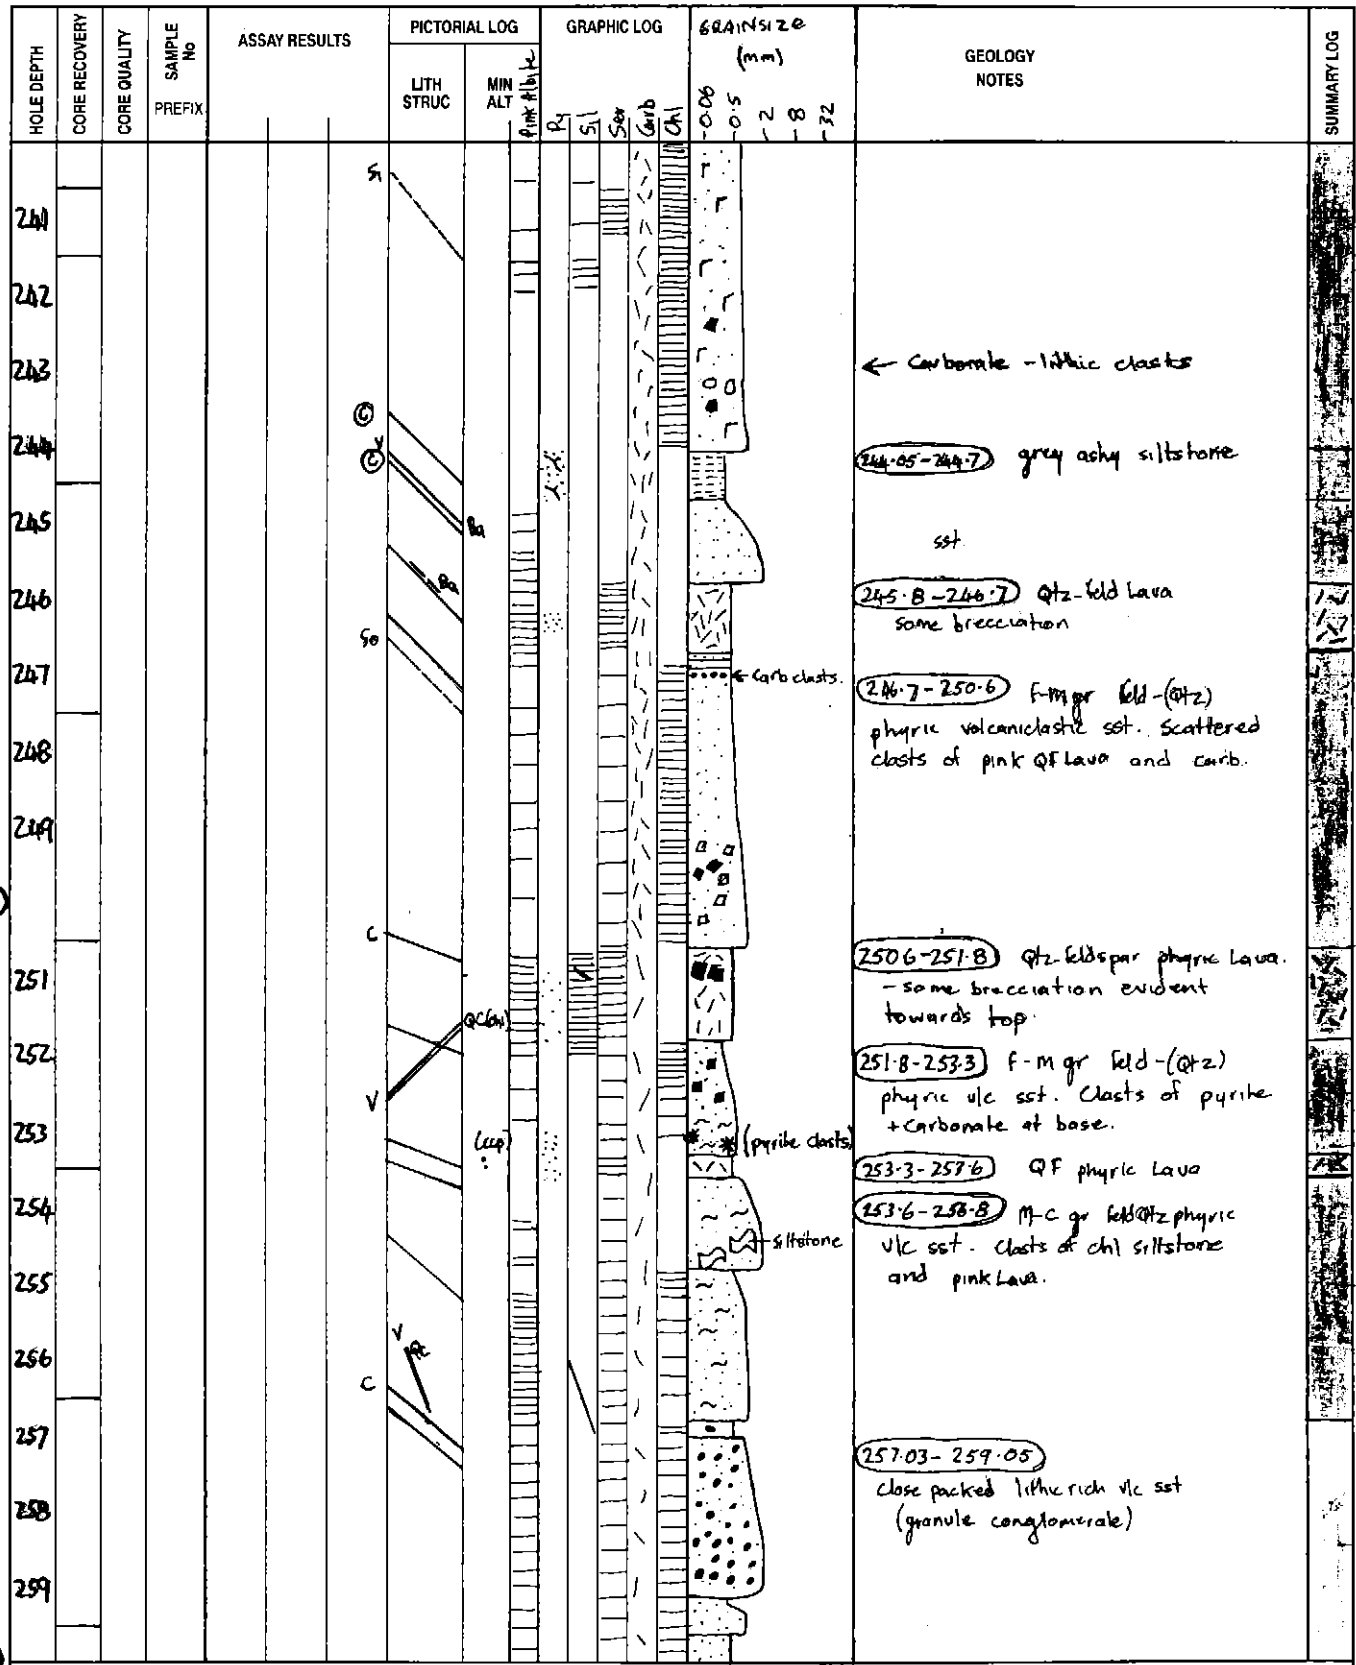 HOLE DEPTH
CORE RECOVERY
CORE QUALITY
SAMPLE No
PREFIX
ASSAY RESULTS
PICTORIAL LOG
LITH STRUC
MIN ALT
GRAPHIC LOG
Pink Albite
Py
Sil
Ser
Carb
Chl
GRAINSIZE
(mm)
-0.06
-0.5
-2
-8
-32
GEOLOGY NOTES
SUMMARY LOG
241
242
243
← Carbonate - lithic clasts
C
244
V
C
244.05-244.7 grey ashy siltstone
245
Ba
sst
Ba
246
245.8-246.7 Qtz-feld Lava
some brecciation
So
247
← Carb clasts.
246.7-250.6 F-m gr feld-(Qtz)
phyric volcaniclastic sst. Scattered
clasts of pink QF Lava and carb.
248
249
C
250.6-251.8 Qtz-feldspar phyric Lava.
- some brecciation evident
towards top.
251
QC(chl)
252
251.8-253.3 F-m gr feld-(Qtz)
phyric v/c sst. Clasts of pyrite
+carbonate at base.
V
253
(ccp)
(pyrite clasts)
253.3-253.6 QF phyric Lava
254
253.6-256.8 M-C gr feld Qtz phyric
v/c sst. Clasts of chl siltstone
and pink Lava.
siltstone
255
V
256
C
257
257.03-259.05
Close packed lithic rich v/c sst
(granule conglomerate)
258
259